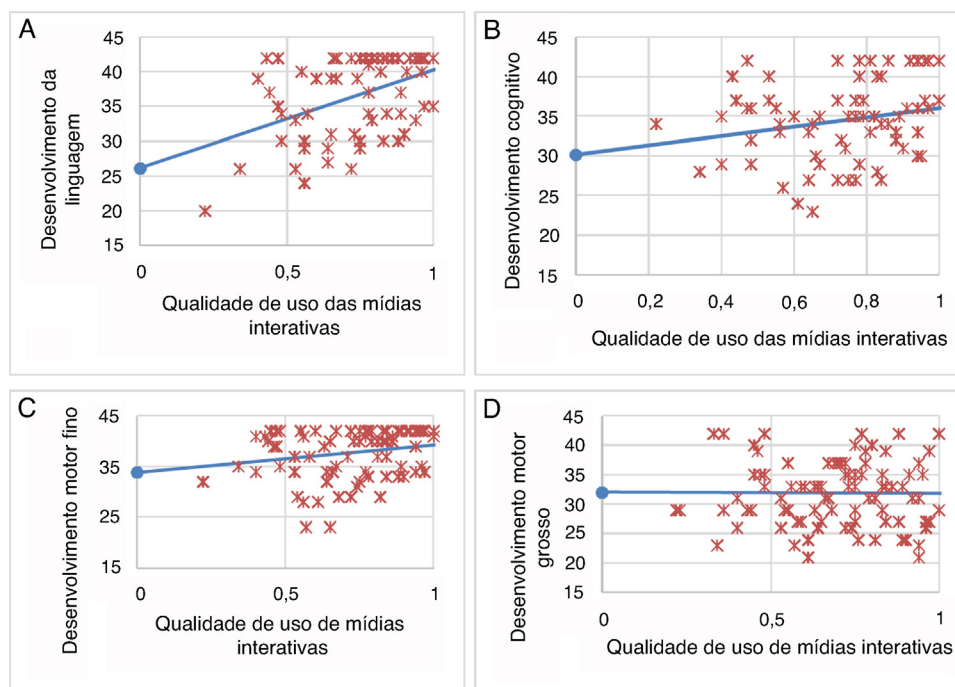 A
Desenvolvimento da
linguagem
45
40
35
30
25
20
15
0
0,5
1
Qualidade de uso das mídias
interativas
B
Desenvolvimento cognitivo
45
40
35
30
25
20
15
0
0,2
0,4
0,6
0,8
1
Qualidade de uso das mídias interativas
C
Desenvolvimento motor fino
45
35
25
15
0
0,5
1
Qualidade de uso de mídias
interativas
D
Desenvolvimento motor
grosso
45
40
35
30
25
20
15
0
0,5
1
Qualidade de uso de mídias interativas